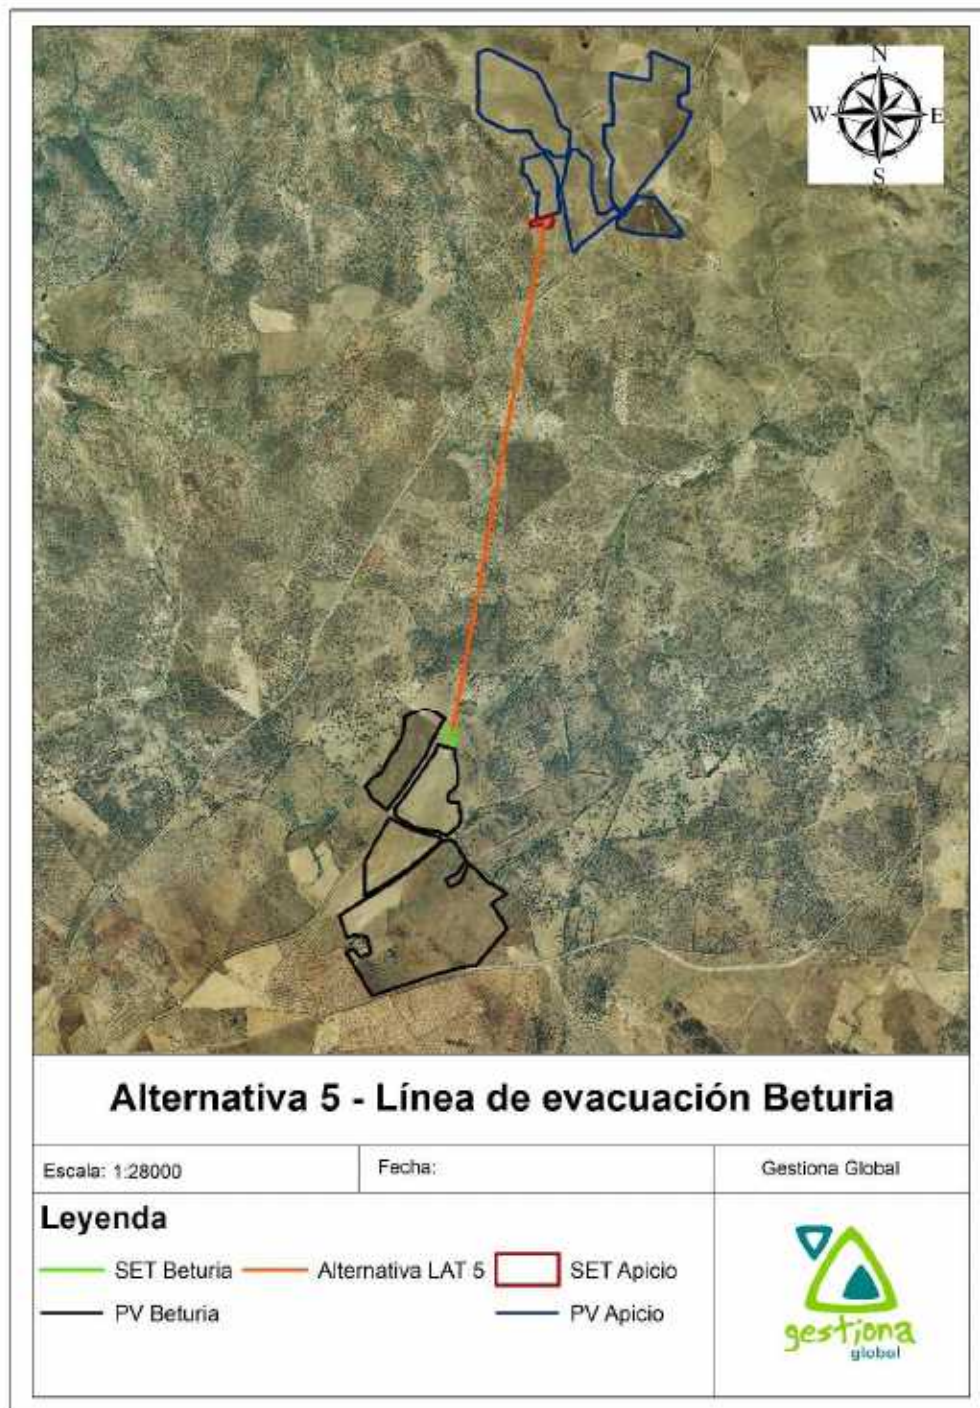 N
W E
S
Alternativa 5 - Línea de evacuación Beturia
Escala: 1:28000
Fecha:
Gestiona Global
Leyenda
SET Beturia
Alternativa LAT 5
SET Apicio
PV Beturia
PV Apicio
gestiona
global